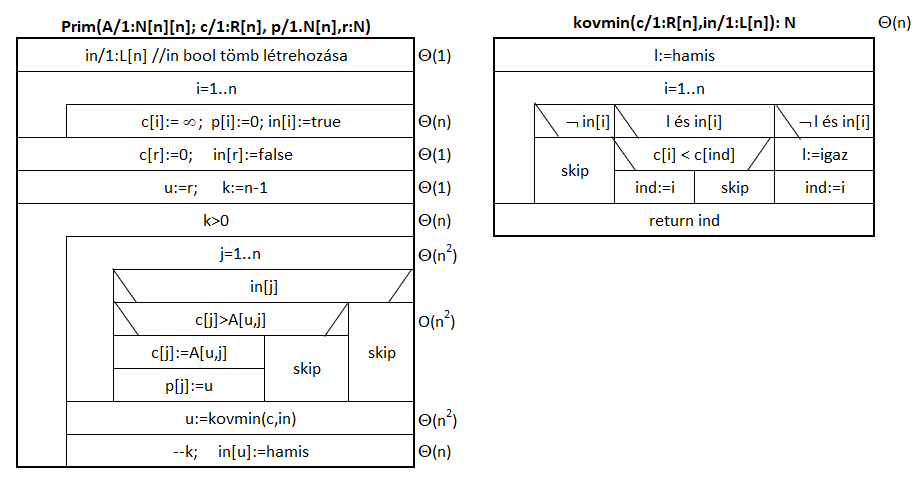 Prim(A/1:N[n][n]; c/1:R[n], p/1.N[n],r:N)
in/1:L[n] //in bool tömb létrehozása Θ(1)
i=1..n
c[i]:= ∞; p[i]:=0; in[i]:=true Θ(n)
c[r]:=0; in[r]:=false Θ(1)
u:=r; k:=n-1 Θ(1)
k>0 Θ(n)
j=1..n Θ(n²)
in[j]
c[j]>A[u,j] O(n²)
c[j]:=A[u,j] skip skip
p[j]:=u
u:=kovmin(c,in) Θ(n²)
--k; in[u]:=hamis Θ(n)
kovmin(c/1:R[n],in/1:L[n]): N Θ(n)
l:=hamis
i=1..n
¬ in[i] l és in[i] ¬ l és in[i]
skip c[i] < c[ind] l:=igaz
ind:=i skip ind:=i
return ind